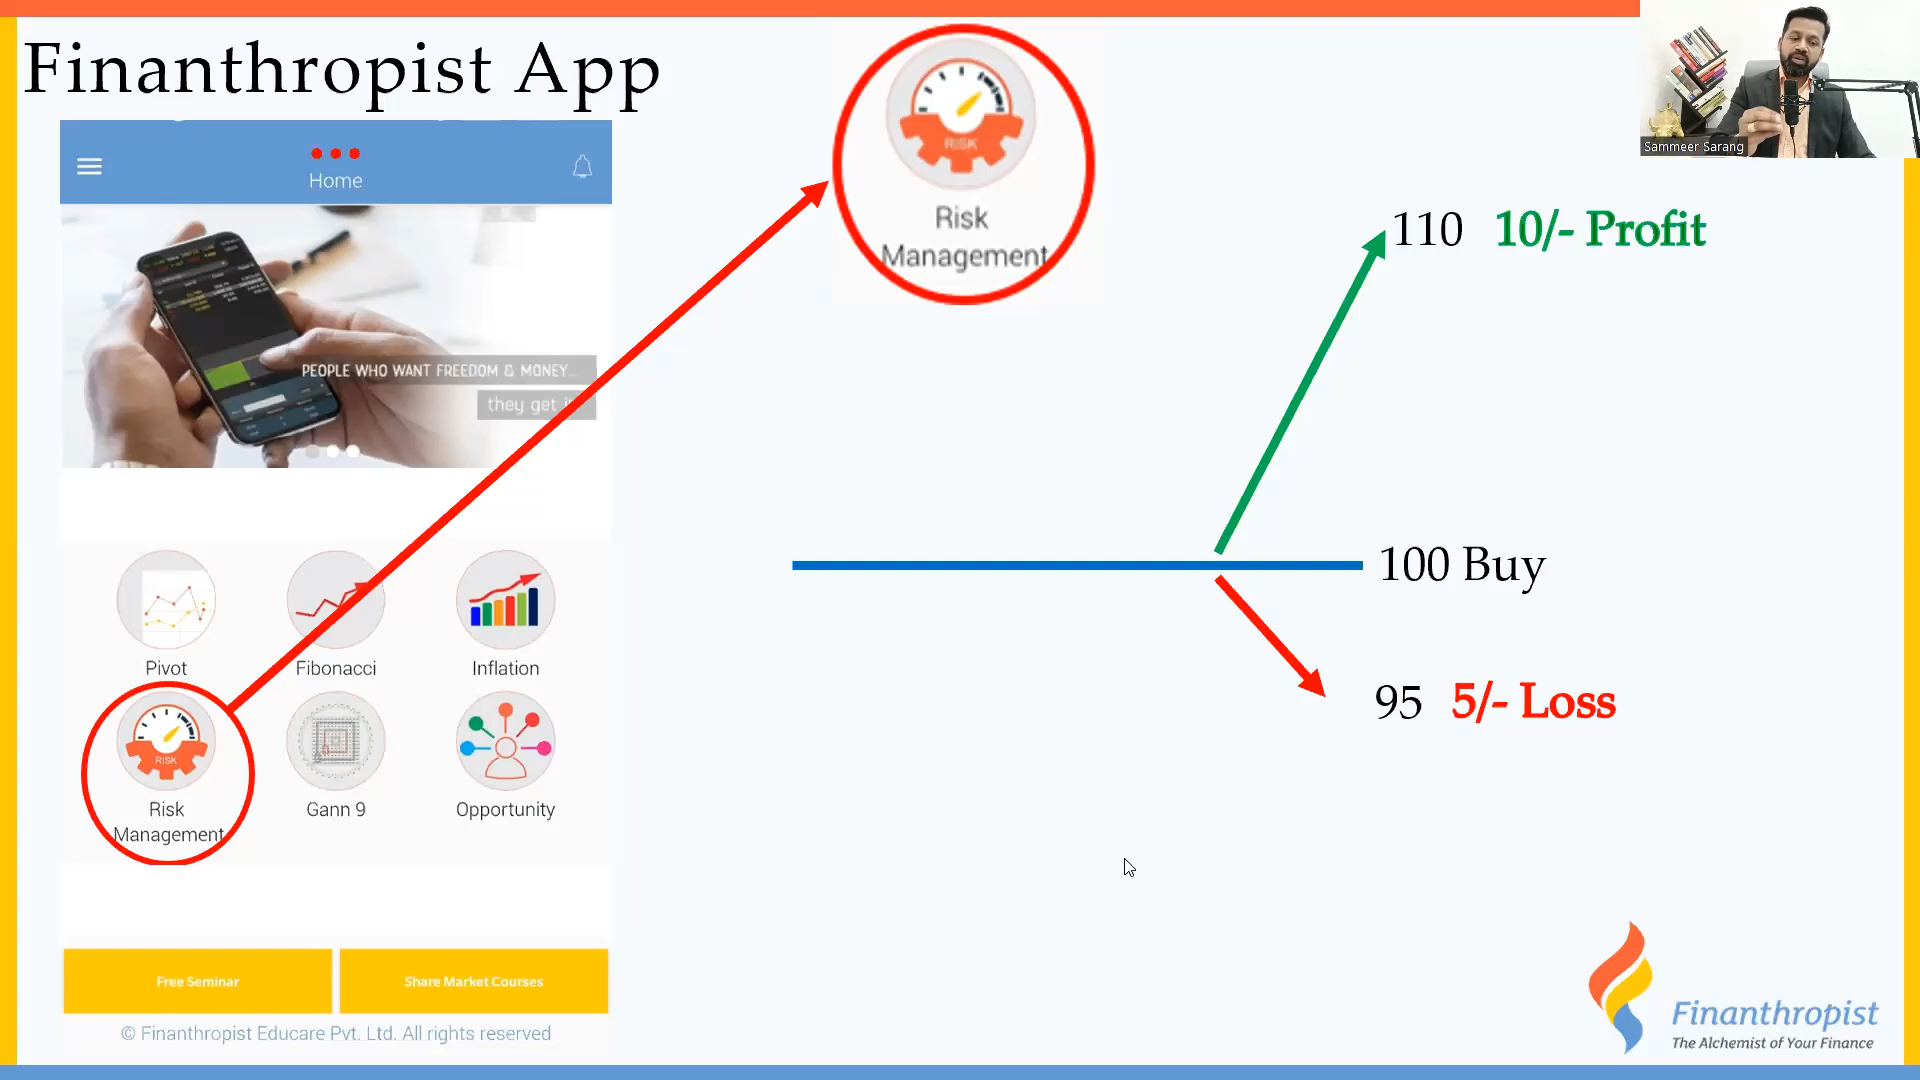 Finanthropist App
Sammeer Sarang
Home
RISK
Risk
Management
110 10/- Profit
PEOPLE WHO WANT FREEDOM & MONEY...
they get
100 Buy
95 5/- Loss
Pivot
Fibonacci
Inflation
RISK
Risk
Management
Gann 9
Opportunity
Free Seminar
Share Market Courses
© Finanthropist Educare Pvt. Ltd. All rights reserved
Finanthropist
The Alchemist of Your Finance